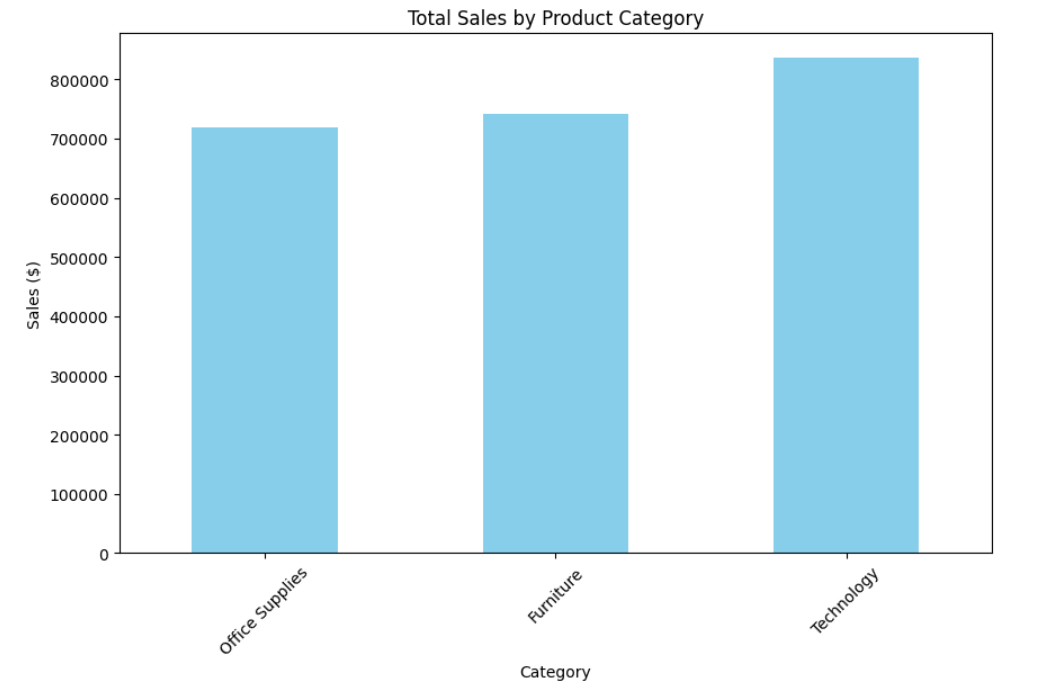 Total Sales by Product Category
Sales ($)
800000
700000
600000
500000
400000
300000
200000
100000
0
Office Supplies
Furniture
Technology
Category